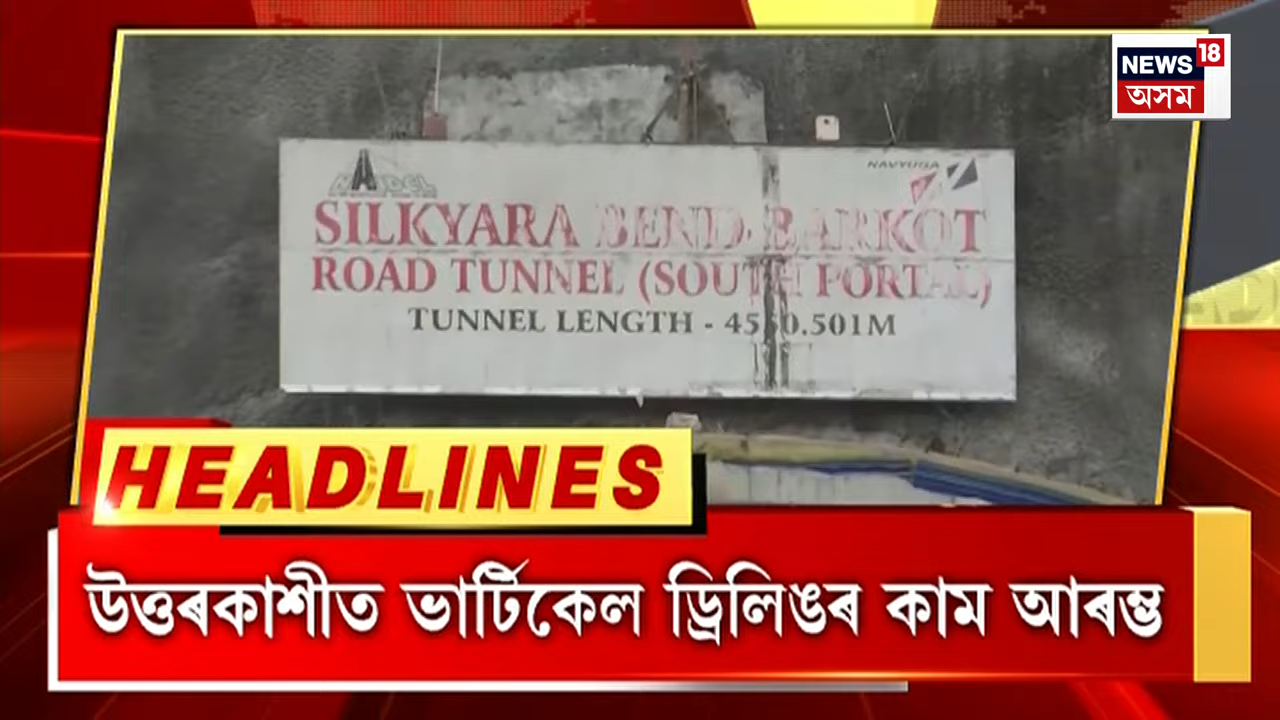 NEWS 18
অসম
NAVYUGA
SILKYARA BEND-BARKOT
ROAD TUNNEL (SOUTH PORTAL)
TUNNEL LENGTH - 4550.501M
HEADLINES
উত্তৰকাশীত ভাৰ্টিকেল ড্ৰিলিঙৰ কাম আৰম্ভ